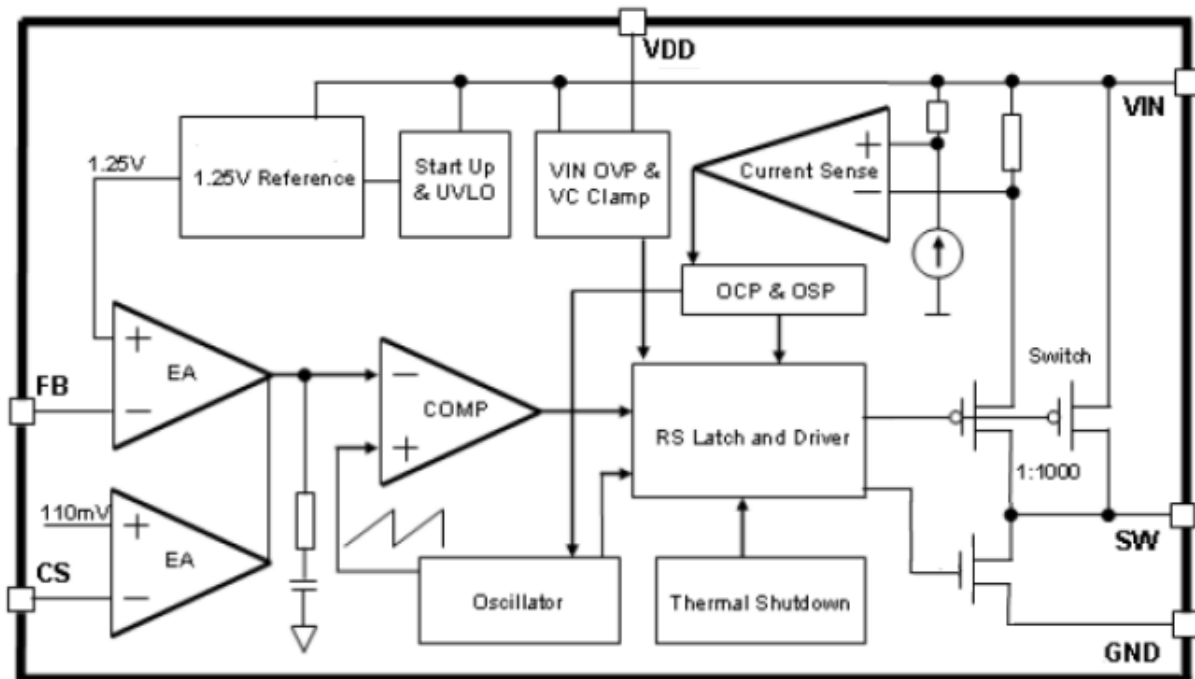 VDD
VIN
1.25V
1.25V Reference
Start Up
& UVLO
VIN OVP &
VC Clamp
+
Current Sense
−
OCP & OSP
Switch
FB
+
EA
−
−
COMP
+
RS Latch and Driver
1:1000
110mV
+
EA
−
CS
Oscillator
Thermal Shutdown
SW
GND